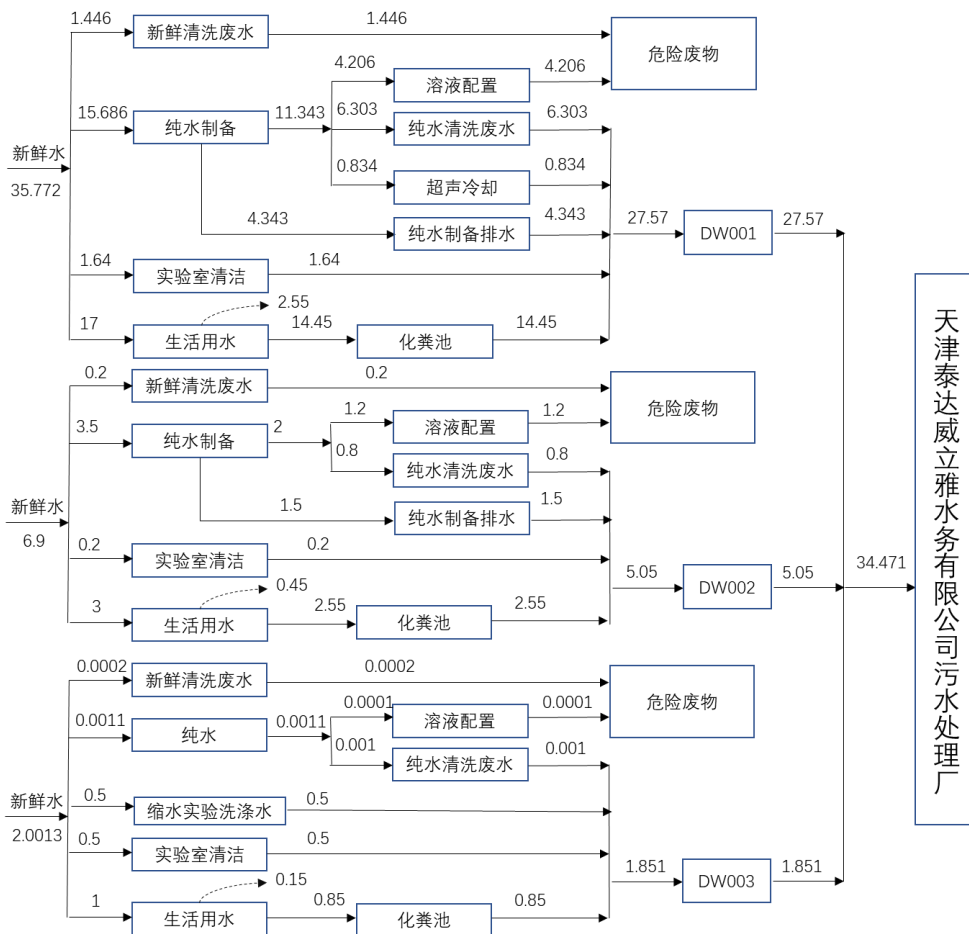 1.446
新鲜清洗废水
1.446
危险废物
4.206
溶液配置
4.206
15.686
纯水制备
11.343
6.303
纯水清洗废水
6.303
新鲜水
35.772
0.834
超声冷却
0.834
4.343
纯水制备排水
4.343
27.57
DW001
27.57
1.64
实验室清洁
1.64
2.55
17
生活用水
14.45
化粪池
14.45
0.2
新鲜清洗废水
0.2
危险废物
1.2
溶液配置
1.2
3.5
纯水制备
2
0.8
纯水清洗废水
0.8
新鲜水
6.9
1.5
纯水制备排水
1.5
0.2
实验室清洁
0.2
5.05
DW002
5.05
34.471
0.45
3
生活用水
2.55
化粪池
2.55
0.0002
新鲜清洗废水
0.0002
危险废物
0.0001
溶液配置
0.0001
0.0011
纯水
0.0011
0.001
纯水清洗废水
0.001
新鲜水
2.0013
0.5
缩水实验洗涤水
0.5
0.5
实验室清洁
0.5
1.851
DW003
1.851
0.15
1
生活用水
0.85
化粪池
0.85
天津泰达威立雅水务有限公司污水处理厂